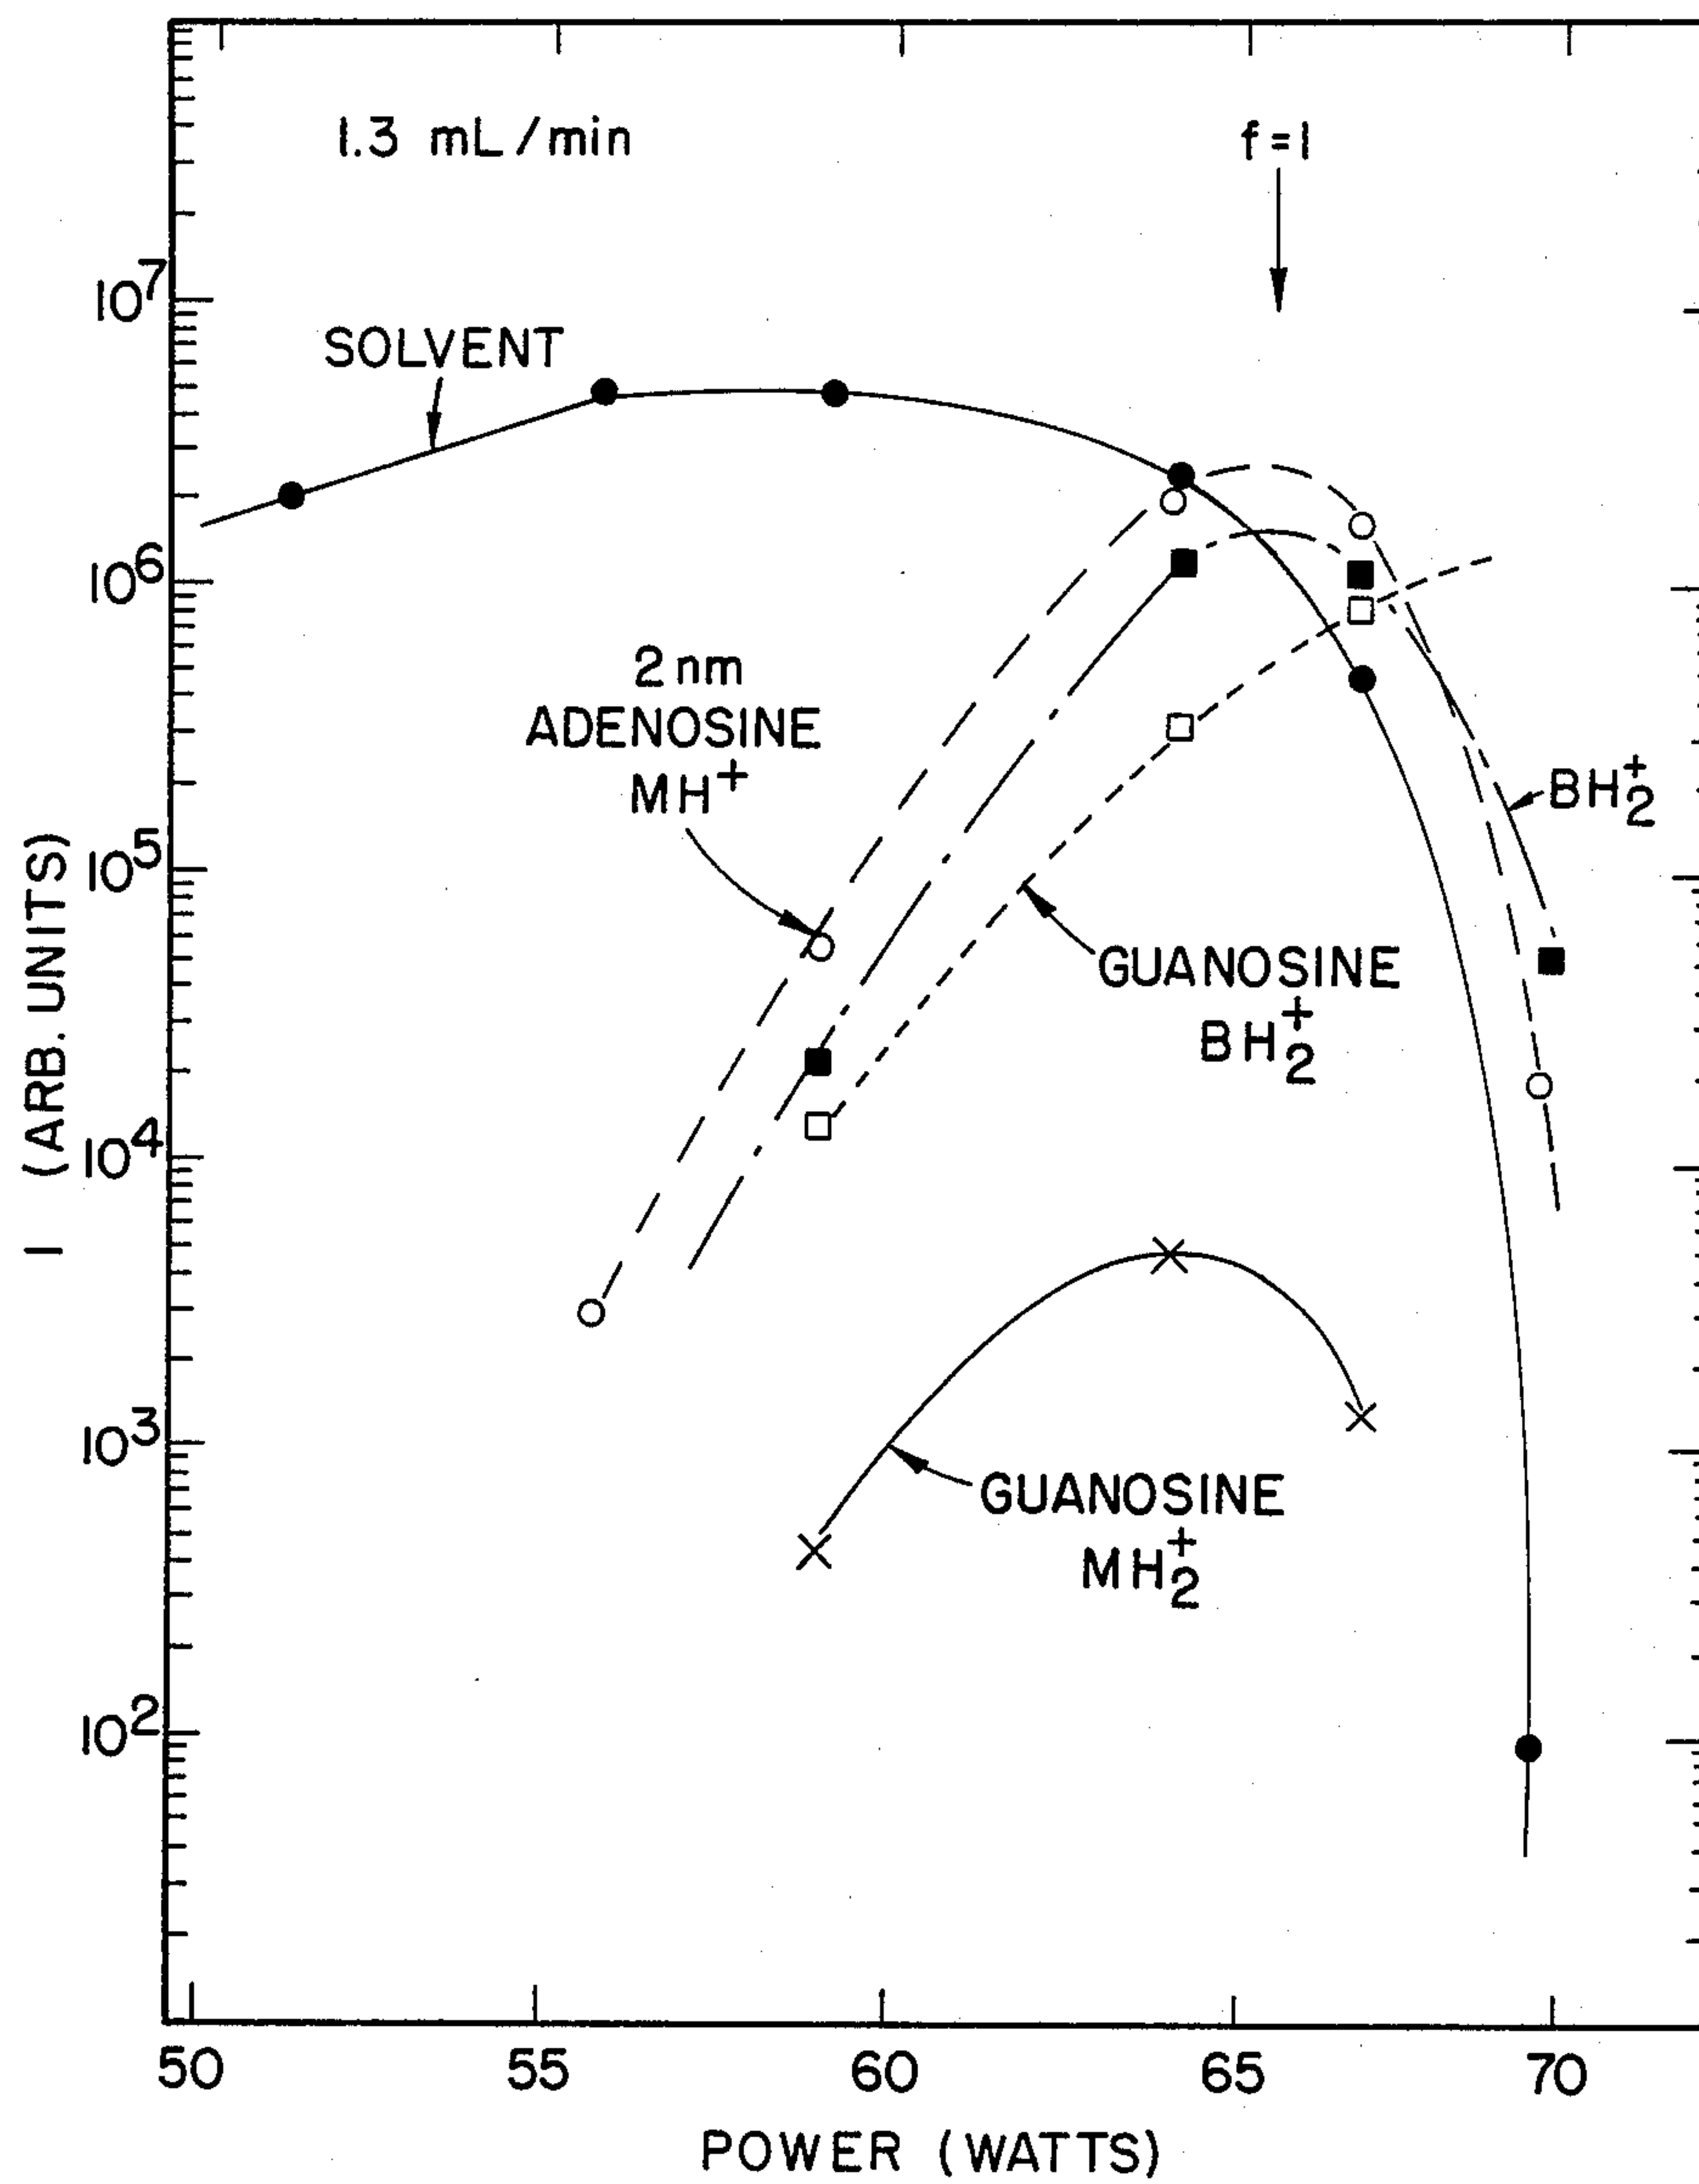 1.3 mL/min
f=1
10⁷
SOLVENT
10⁶
2 nm
ADENOSINE
MH⁺
BH₂⁺
10⁵
GUANOSINE
BH₂⁺
10⁴
10³
GUANOSINE
MH₂⁺
10²
I (ARB. UNITS)
50 55 60 65 70
POWER (WATTS)